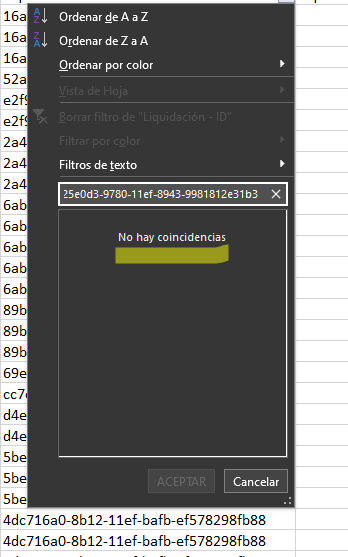 Ordenar de A a Z
Ordenar de Z a A
Ordenar por color
Vista de Hoja
Borrar filtro de "Liquidación - ID"
Filtrar por color
Filtros de texto
25e0d3-9780-11ef-8943-9981812e31b3
No hay coincidencias
ACEPTAR
Cancelar
16a
16a
16a
52a
e2f9
e2f9
2a4
2a4
2a4
6ab
6ab
6ab
6ab
6ab
89b
89b
89b
69e
cc7c
d4e
d4e
5be
5be
5be
4dc716a0-8b12-11ef-bafb-ef578298fb88
4dc716a0-8b12-11ef-bafb-ef578298fb88